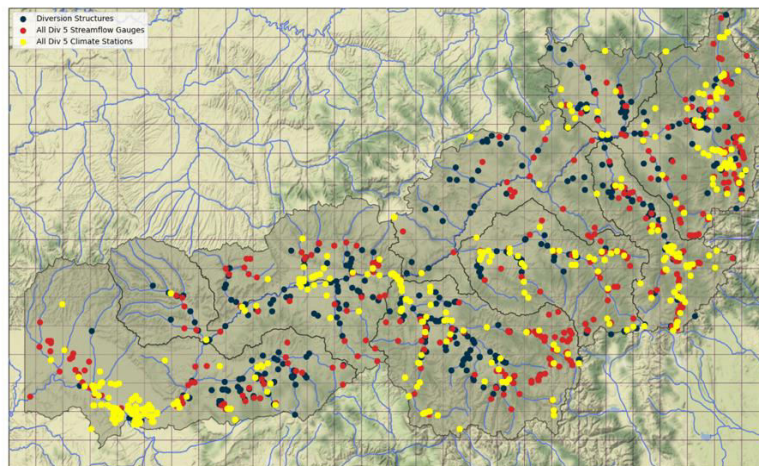 Diversion Structures
All Div 5 Streamflow Gauges
All Div 5 Climate Stations